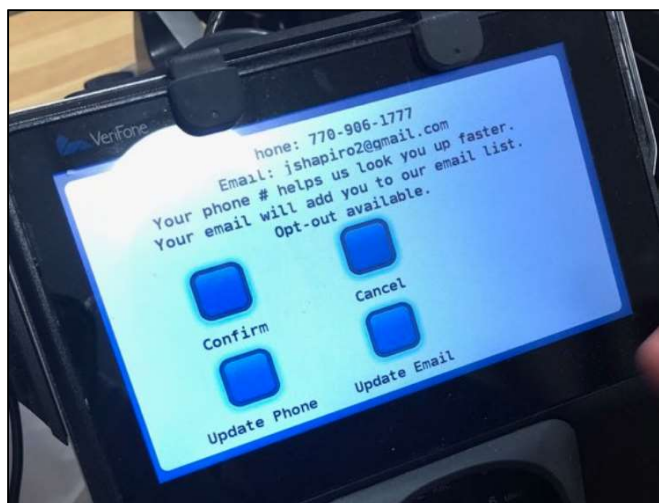 VeriFone
hone: 770-906-1777
Email: jshapiro2@gmail.com
Your phone # helps us look you up faster.
Your email will add you to our email list.
Opt-out available.
Confirm
Cancel
Update Phone
Update Email